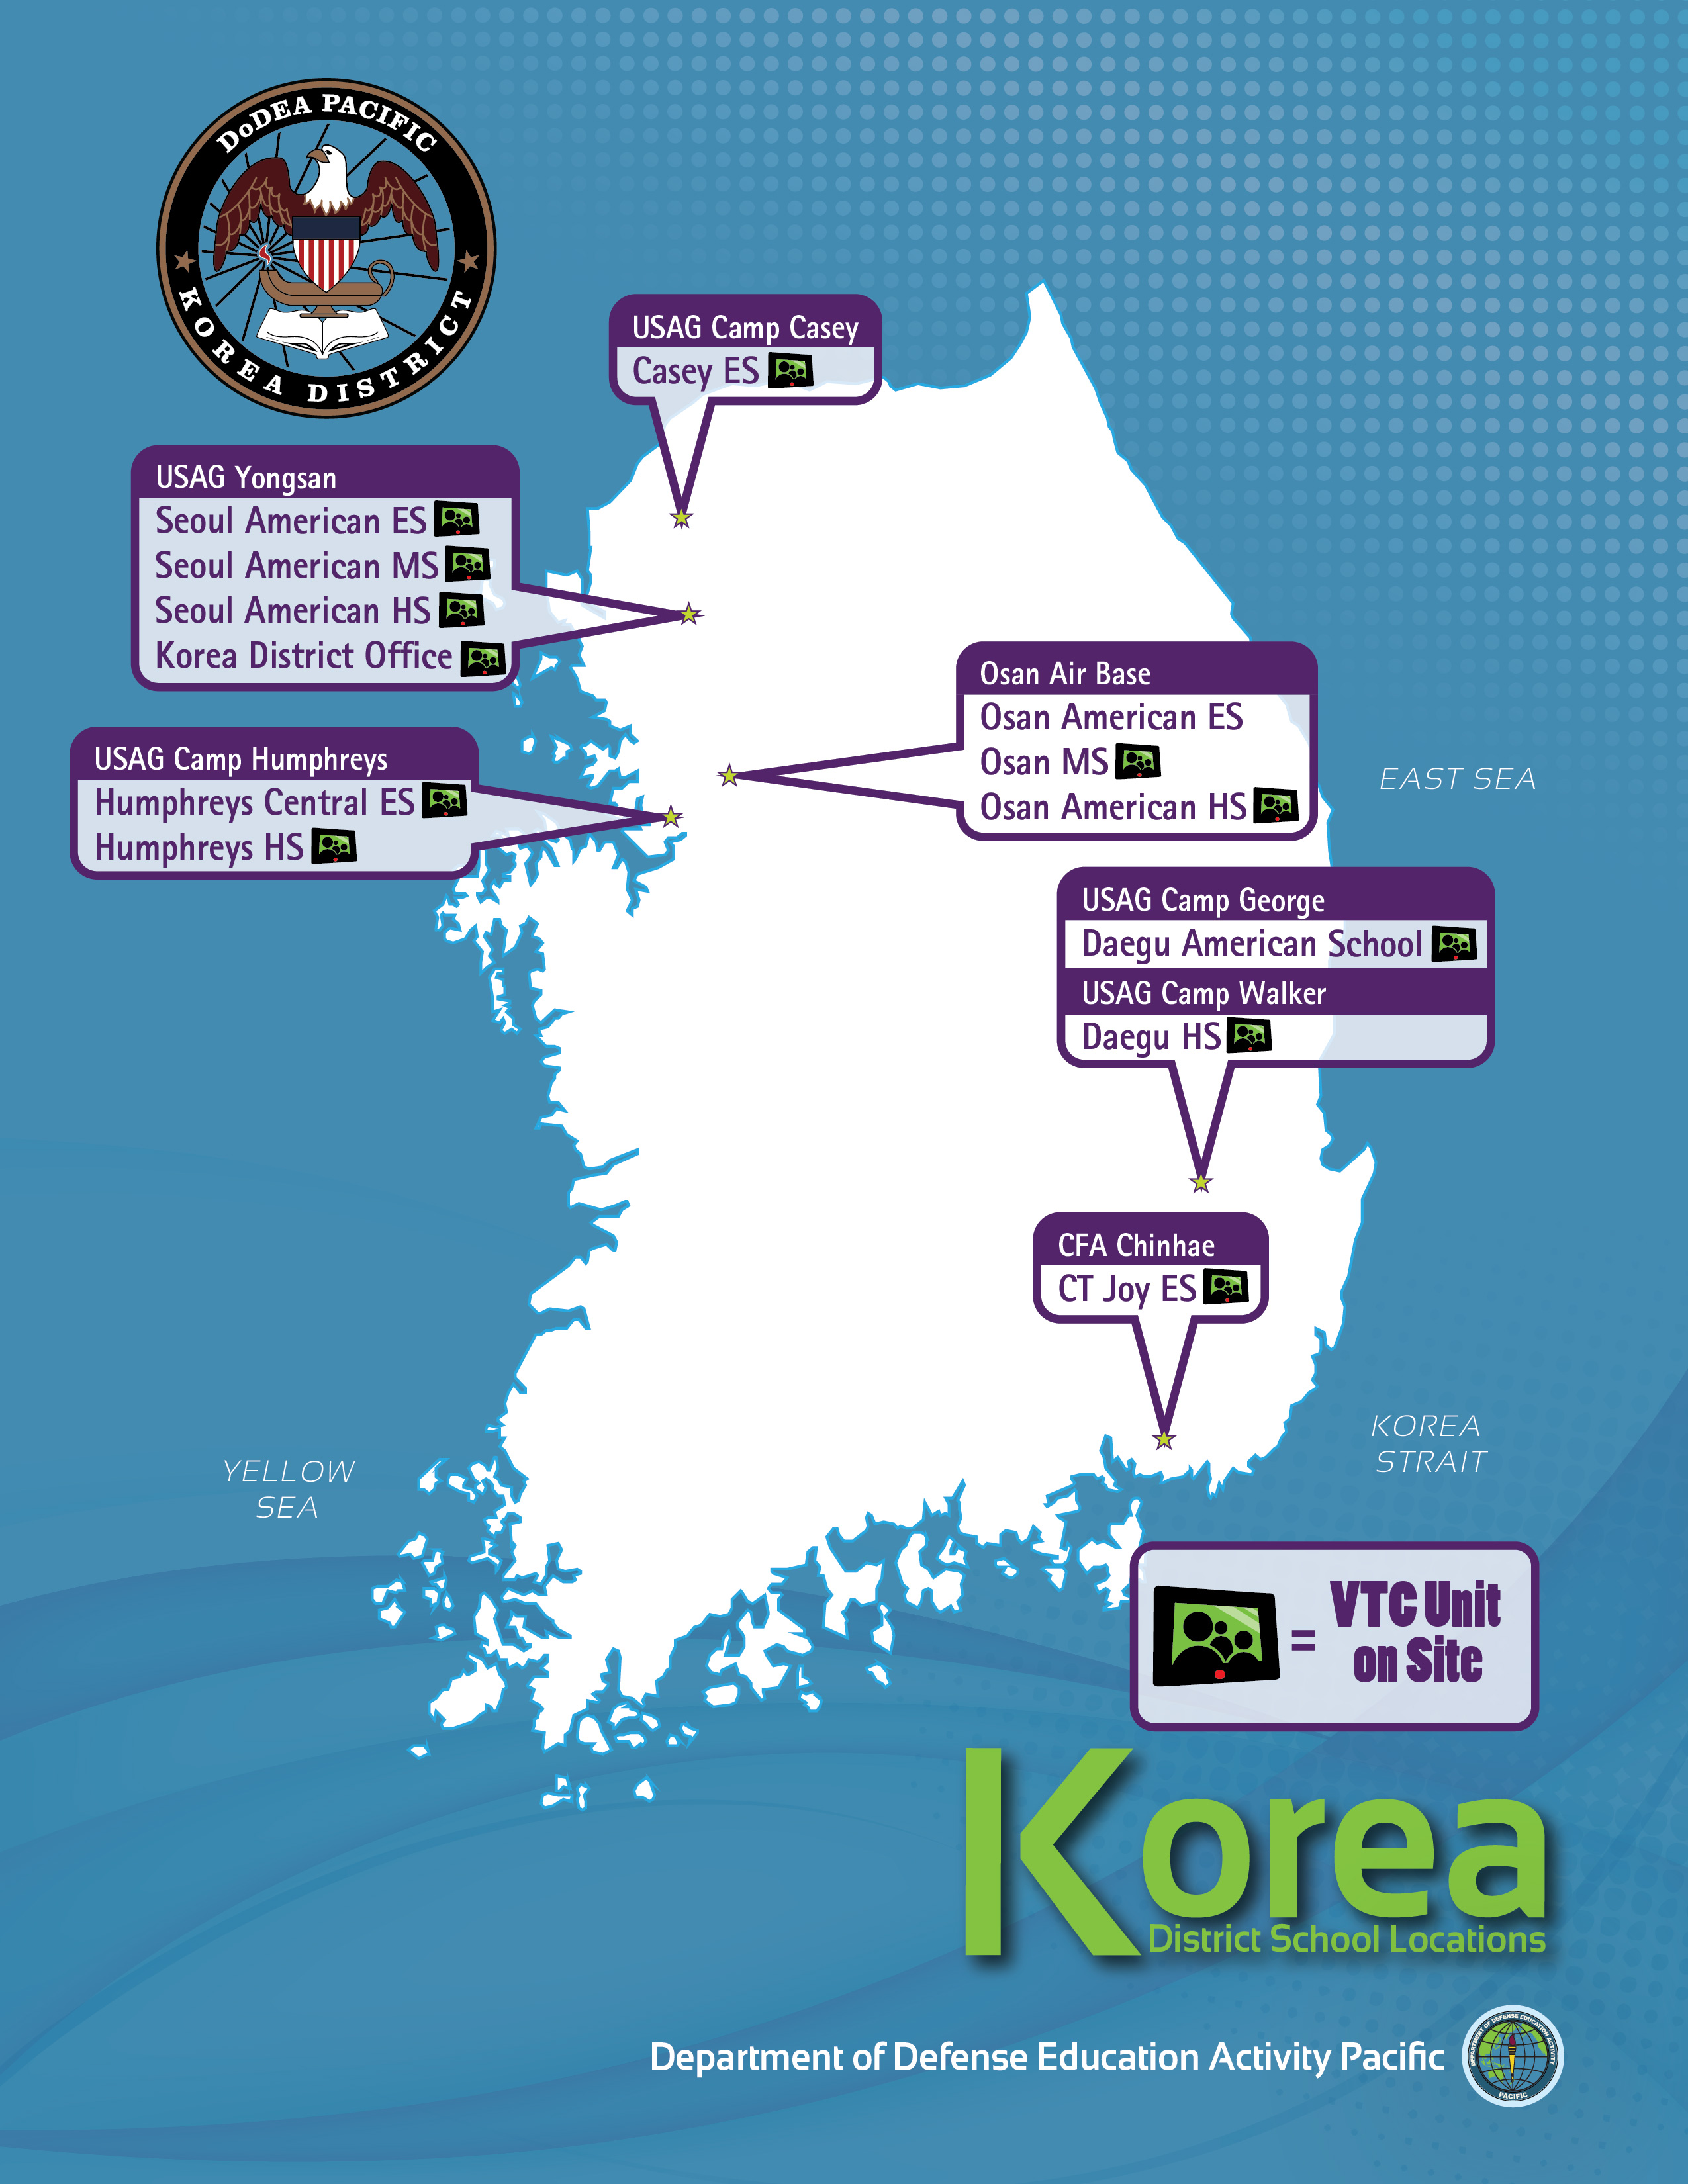 DoDEA PACIFIC
KOREA DISTRICT
USAG Camp Casey
Casey ES
USAG Yongsan
Seoul American ES
Seoul American MS
Seoul American HS
Korea District Office
Osan Air Base
Osan American ES
Osan MS
Osan American HS
USAG Camp Humphreys
Humphreys Central ES
Humphreys HS
EAST SEA
USAG Camp George
Daegu American School
USAG Camp Walker
Daegu HS
CFA Chinhae
CT Joy ES
KOREA
STRAIT
YELLOW
SEA
= VTC Unit
on Site
Korea
District School Locations
Department of Defense Education Activity Pacific
DEPARTMENT OF DEFENSE EDUCATION ACTIVITY
PACIFIC